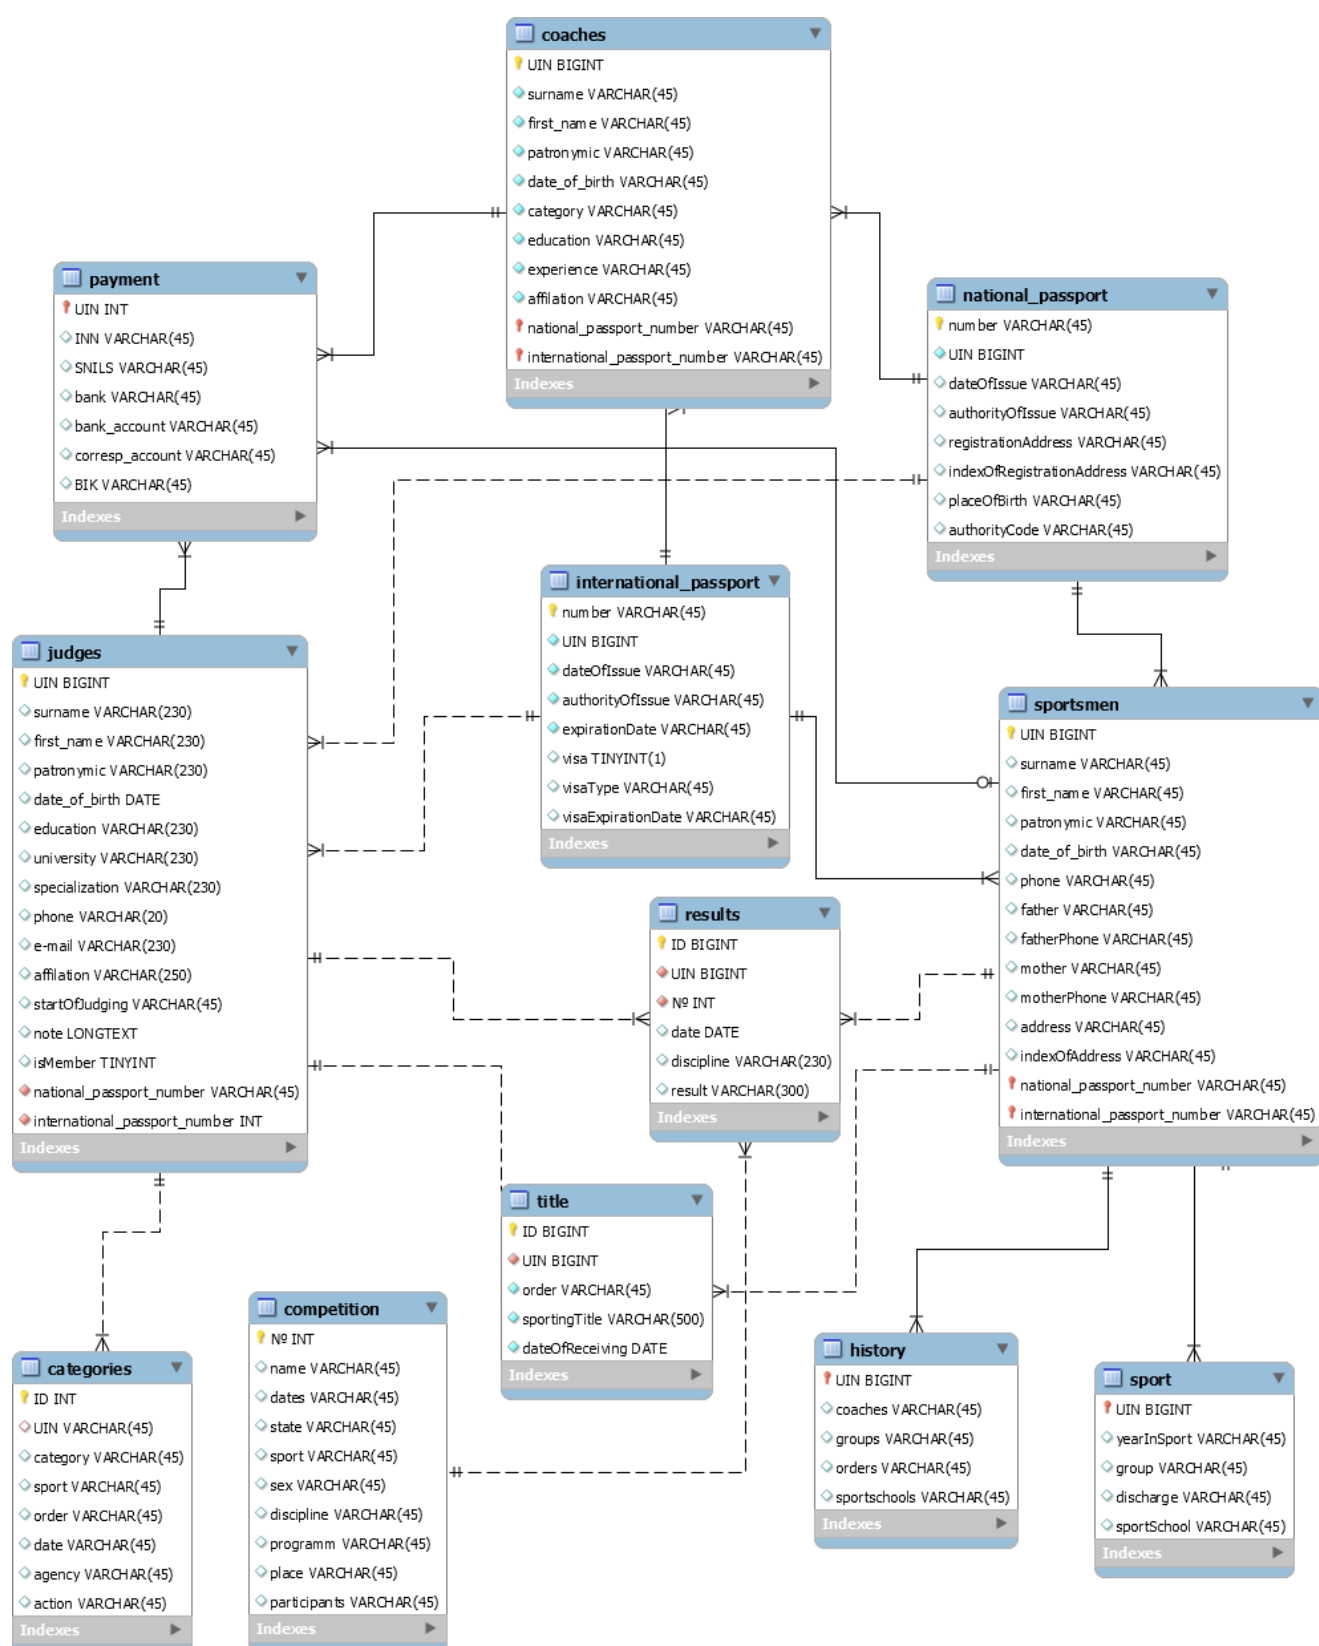 coaches
UIN BIGINT
surname VARCHAR(45)
first_name VARCHAR(45)
patronymic VARCHAR(45)
date_of_birth VARCHAR(45)
category VARCHAR(45)
education VARCHAR(45)
experience VARCHAR(45)
affilation VARCHAR(45)
national_passport_number VARCHAR(45)
international_passport_number VARCHAR(45)
Indexes
payment
UIN INT
INN VARCHAR(45)
SNILS VARCHAR(45)
bank VARCHAR(45)
bank_account VARCHAR(45)
corresp_account VARCHAR(45)
BIK VARCHAR(45)
Indexes
national_passport
number VARCHAR(45)
UIN BIGINT
dateOfIssue VARCHAR(45)
authorityOfIssue VARCHAR(45)
registrationAddress VARCHAR(45)
indexOfRegistrationAddress VARCHAR(45)
placeOfBirth VARCHAR(45)
authorityCode VARCHAR(45)
Indexes
international_passport
number VARCHAR(45)
UIN BIGINT
dateOfIssue VARCHAR(45)
authorityOfIssue VARCHAR(45)
expirationDate VARCHAR(45)
visa TINYINT(1)
visaType VARCHAR(45)
visaExpirationDate VARCHAR(45)
Indexes
judges
UIN BIGINT
surname VARCHAR(230)
first_name VARCHAR(230)
patronymic VARCHAR(230)
date_of_birth DATE
education VARCHAR(230)
university VARCHAR(230)
specialization VARCHAR(230)
phone VARCHAR(20)
e-mail VARCHAR(230)
affilation VARCHAR(250)
startOfJudging VARCHAR(45)
note LONGTEXT
isMember TINYINT
national_passport_number VARCHAR(45)
international_passport_number INT
Indexes
sportsmen
UIN BIGINT
surname VARCHAR(45)
first_name VARCHAR(45)
patronymic VARCHAR(45)
date_of_birth VARCHAR(45)
phone VARCHAR(45)
father VARCHAR(45)
fatherPhone VARCHAR(45)
mother VARCHAR(45)
motherPhone VARCHAR(45)
address VARCHAR(45)
indexOfAddress VARCHAR(45)
national_passport_number VARCHAR(45)
international_passport_number VARCHAR(45)
Indexes
results
ID BIGINT
UIN BIGINT
№ INT
date DATE
discipline VARCHAR(230)
result VARCHAR(300)
Indexes
title
ID BIGINT
UIN BIGINT
order VARCHAR(45)
sportingTitle VARCHAR(500)
dateOfReceiving DATE
Indexes
competition
№ INT
name VARCHAR(45)
dates VARCHAR(45)
state VARCHAR(45)
sport VARCHAR(45)
sex VARCHAR(45)
discipline VARCHAR(45)
programm VARCHAR(45)
place VARCHAR(45)
participants VARCHAR(45)
Indexes
categories
ID INT
UIN VARCHAR(45)
category VARCHAR(45)
sport VARCHAR(45)
order VARCHAR(45)
date VARCHAR(45)
agency VARCHAR(45)
action VARCHAR(45)
Indexes
history
UIN BIGINT
coaches VARCHAR(45)
groups VARCHAR(45)
orders VARCHAR(45)
sportschools VARCHAR(45)
Indexes
sport
UIN BIGINT
yearInSport VARCHAR(45)
group VARCHAR(45)
discharge VARCHAR(45)
sportSchool VARCHAR(45)
Indexes